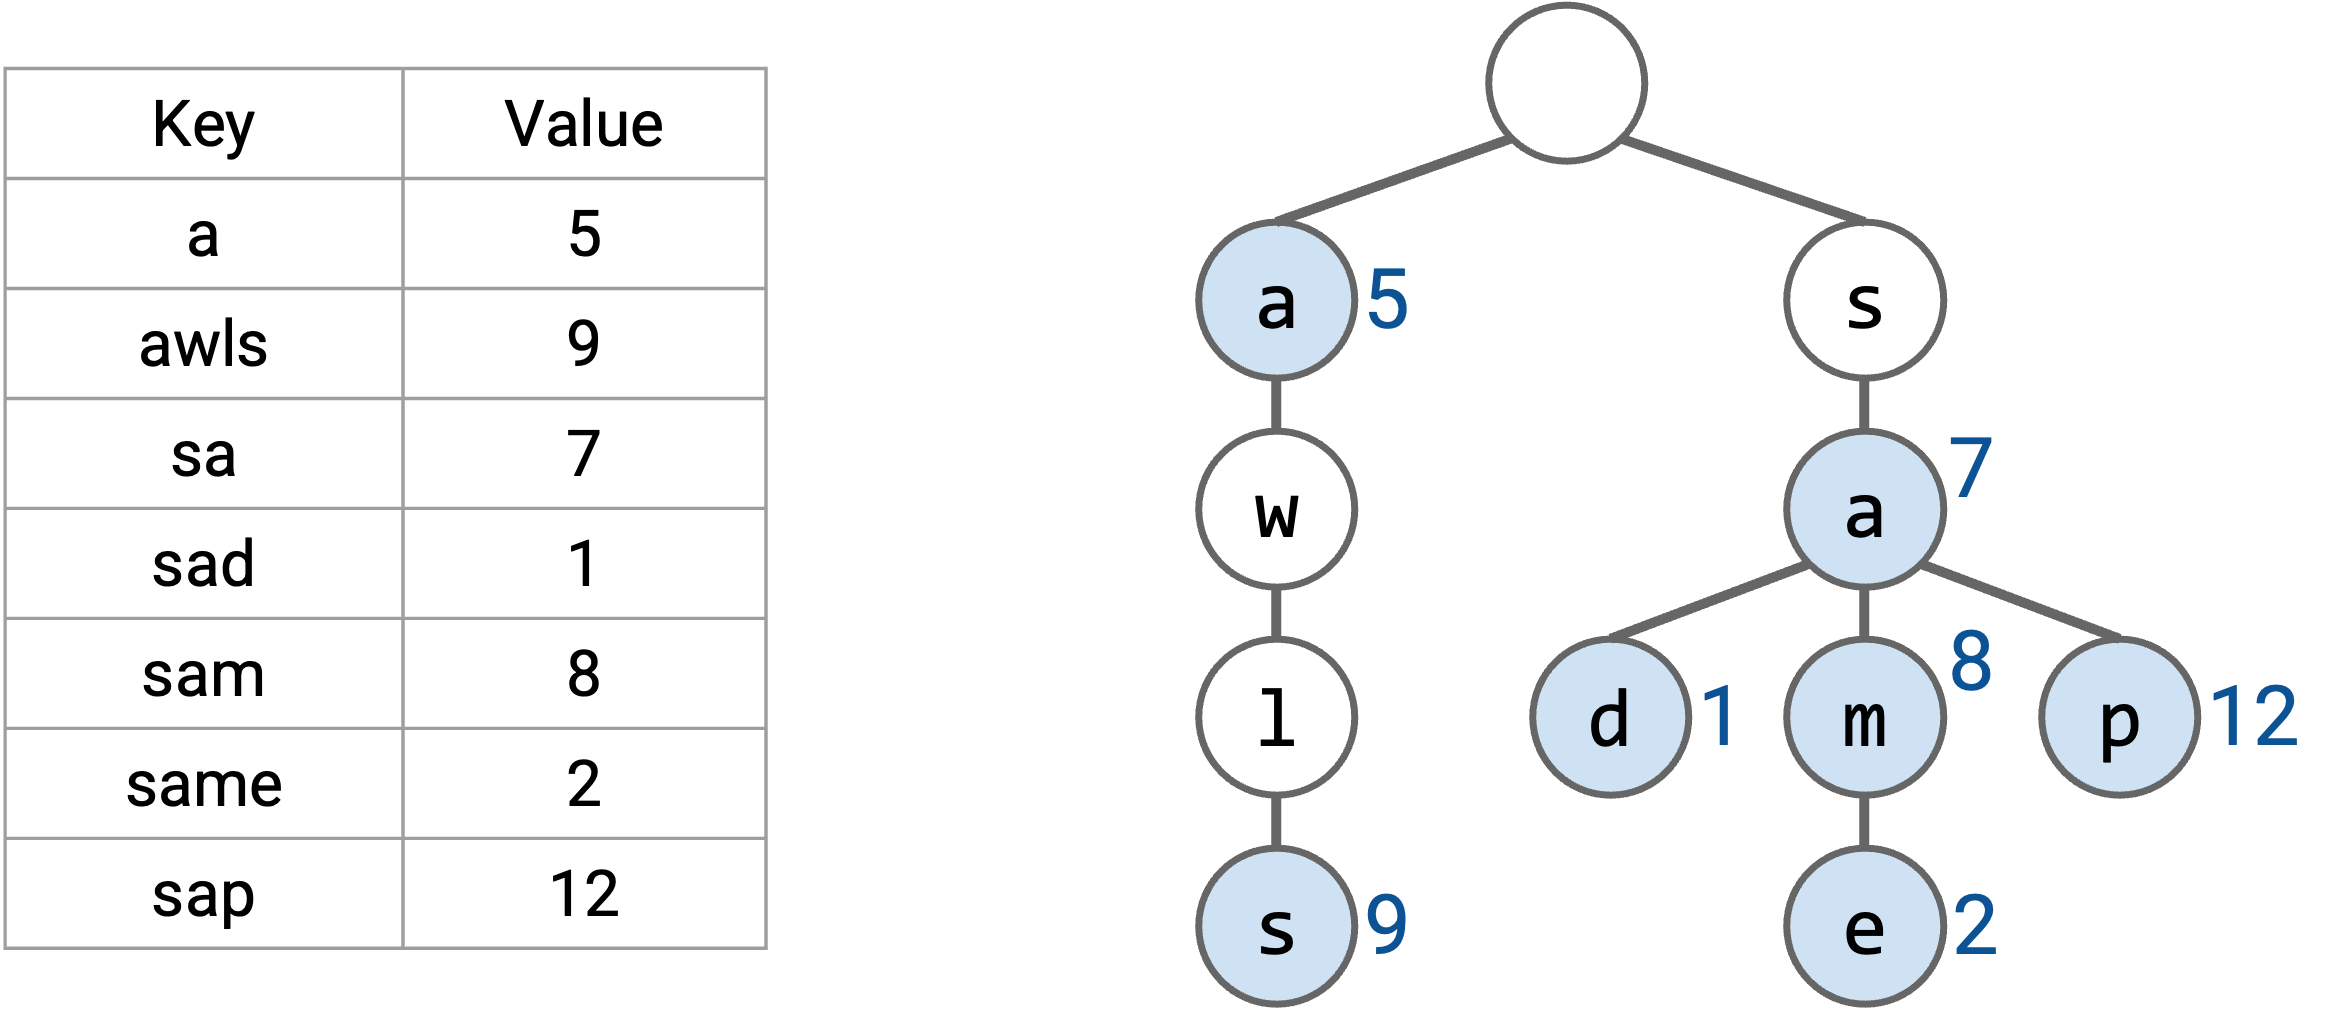 Key Value
a 5
awls 9
sa 7
sad 1
sam 8
same 2
sap 12
a 5 s
w a 7
l d 1 m 8 p 12
s 9 e 2